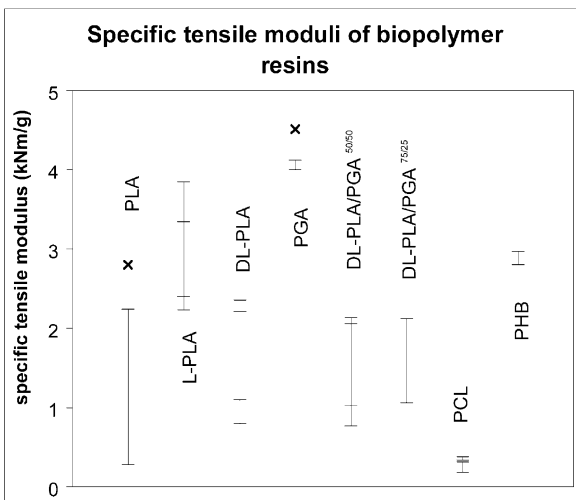 Specific tensile moduli of biopolymer
resins
specific tensile modulus (kNm/g)
5
4
3
2
1
0
PLA
L-PLA
DL-PLA
PGA
DL-PLA/PGA 50/50
DL-PLA/PGA 75/25
PCL
PHB